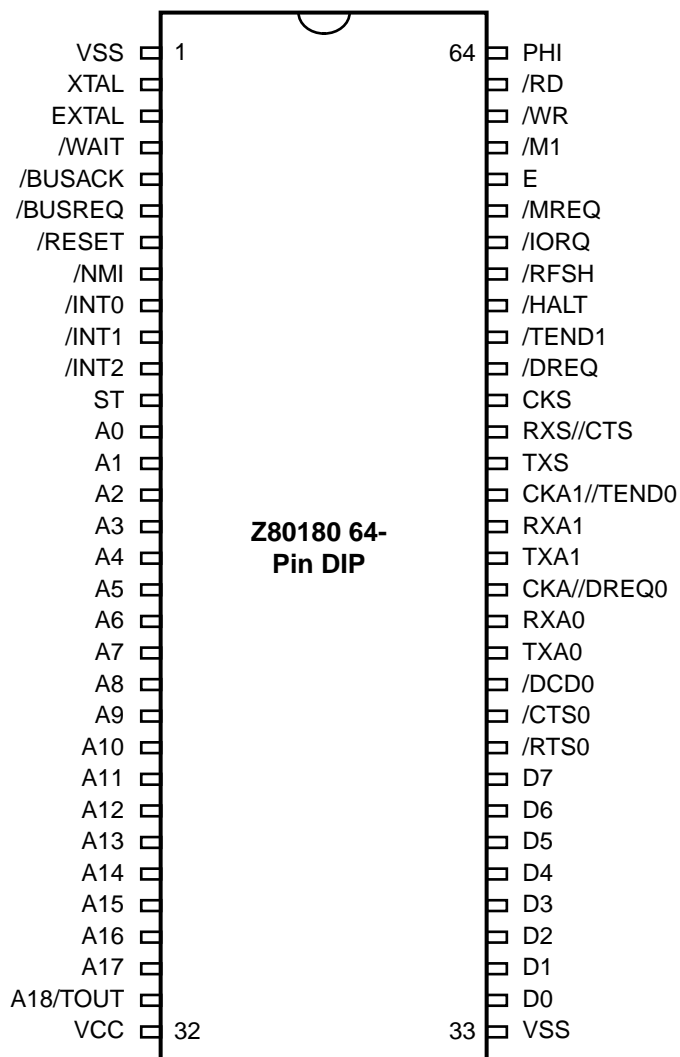 VSS 1 64 PHI
XTAL /RD
EXTAL /WR
/WAIT /M1
/BUSACK E
/BUSREQ /MREQ
/RESET /IORQ
/NMI /RFSH
/INT0 /HALT
/INT1 /TEND1
/INT2 /DREQ
ST CKS
A0 RXS//CTS
A1 TXS
A2 CKA1//TEND0
A3 RXA1
Z80180 64-
A4 TXA1
Pin DIP
A5 CKA//DREQ0
A6 RXA0
A7 TXA0
A8 /DCD0
A9 /CTS0
A10 /RTS0
A11 D7
A12 D6
A13 D5
A14 D4
A15 D3
A16 D2
A17 D1
A18/TOUT D0
VCC 32 33 VSS